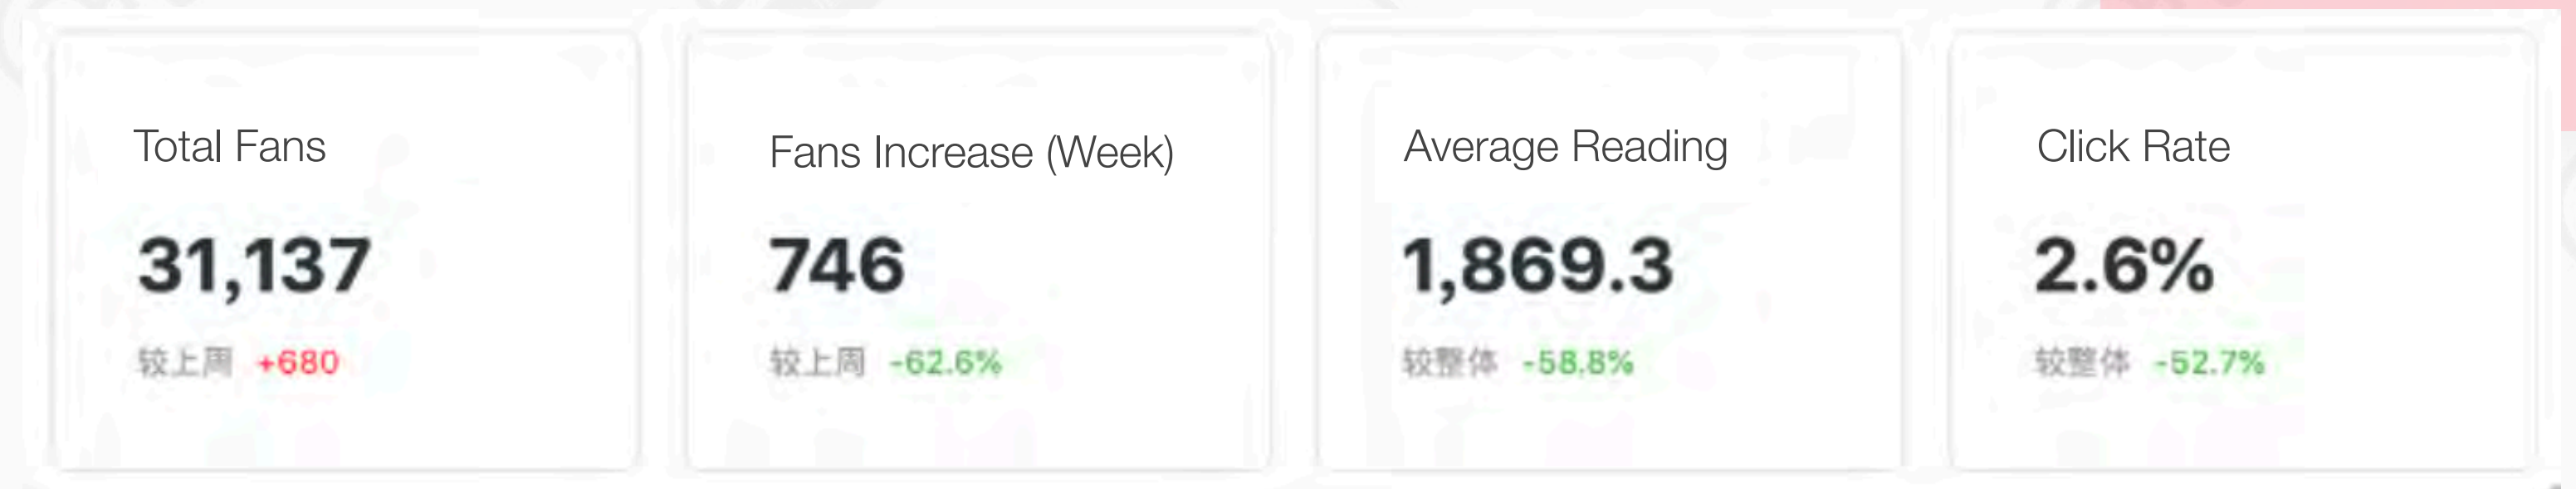 Total Fans
31,137
较上周 +680
Fans Increase (Week)
746
较上周 -62.6%
Average Reading
1,869.3
较整体 -58.8%
Click Rate
2.6%
较整体 -52.7%